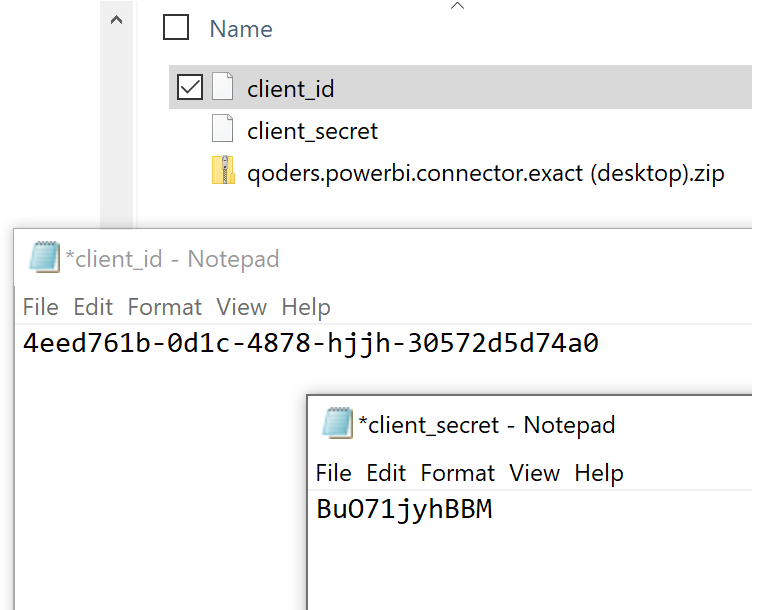 Name
client_id
client_secret
qoders.powerbi.connector.exact (desktop).zip
*client_id - Notepad
File Edit Format View Help
4eed761b-0d1c-4878-hjjh-30572d5d74a0
*client_secret - Notepad
File Edit Format View Help
BuO71jyhBBM